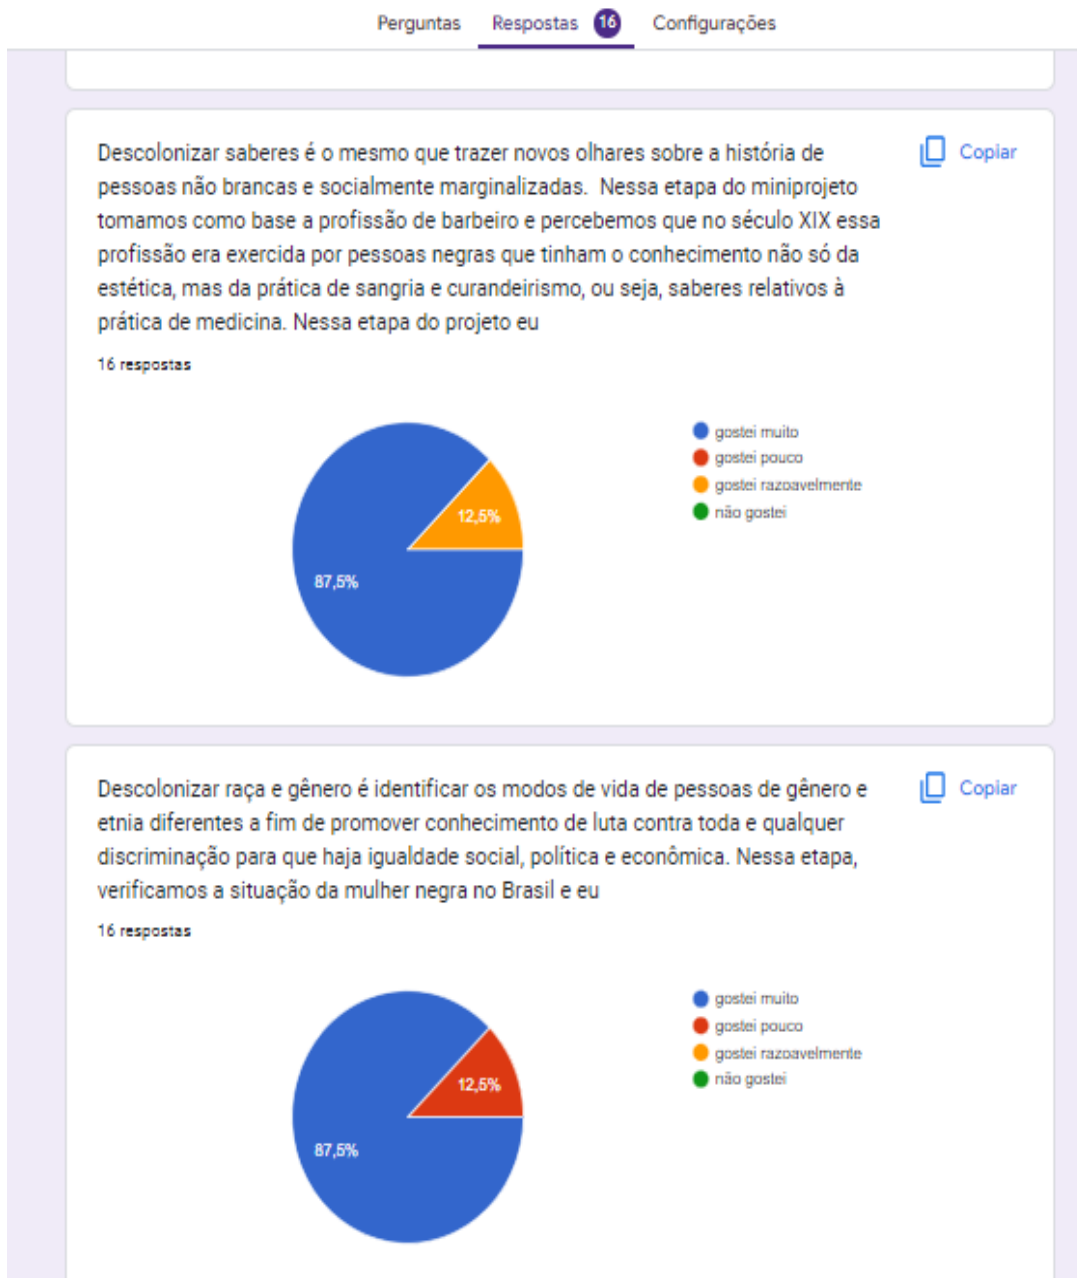 Perguntas Respostas 16 Configurações
Descolonizar saberes é o mesmo que trazer novos olhares sobre a história de
pessoas não brancas e socialmente marginalizadas. Nessa etapa do miniprojeto
tomamos como base a profissão de barbeiro e percebemos que no século XIX essa
profissão era exercida por pessoas negras que tinham o conhecimento não só da
estética, mas da prática de sangria e curandeirismo, ou seja, saberes relativos à
prática de medicina. Nessa etapa do projeto eu
Copiar
16 respostas
gostei muito
gostei pouco
gostei razoavelmente
não gostei
12,5%
87,5%
Descolonizar raça e gênero é identificar os modos de vida de pessoas de gênero e
etnia diferentes a fim de promover conhecimento de luta contra toda e qualquer
discriminação para que haja igualdade social, política e econômica. Nessa etapa,
verificamos a situação da mulher negra no Brasil e eu
Copiar
16 respostas
gostei muito
gostei pouco
gostei razoavelmente
não gostei
12,5%
87,5%